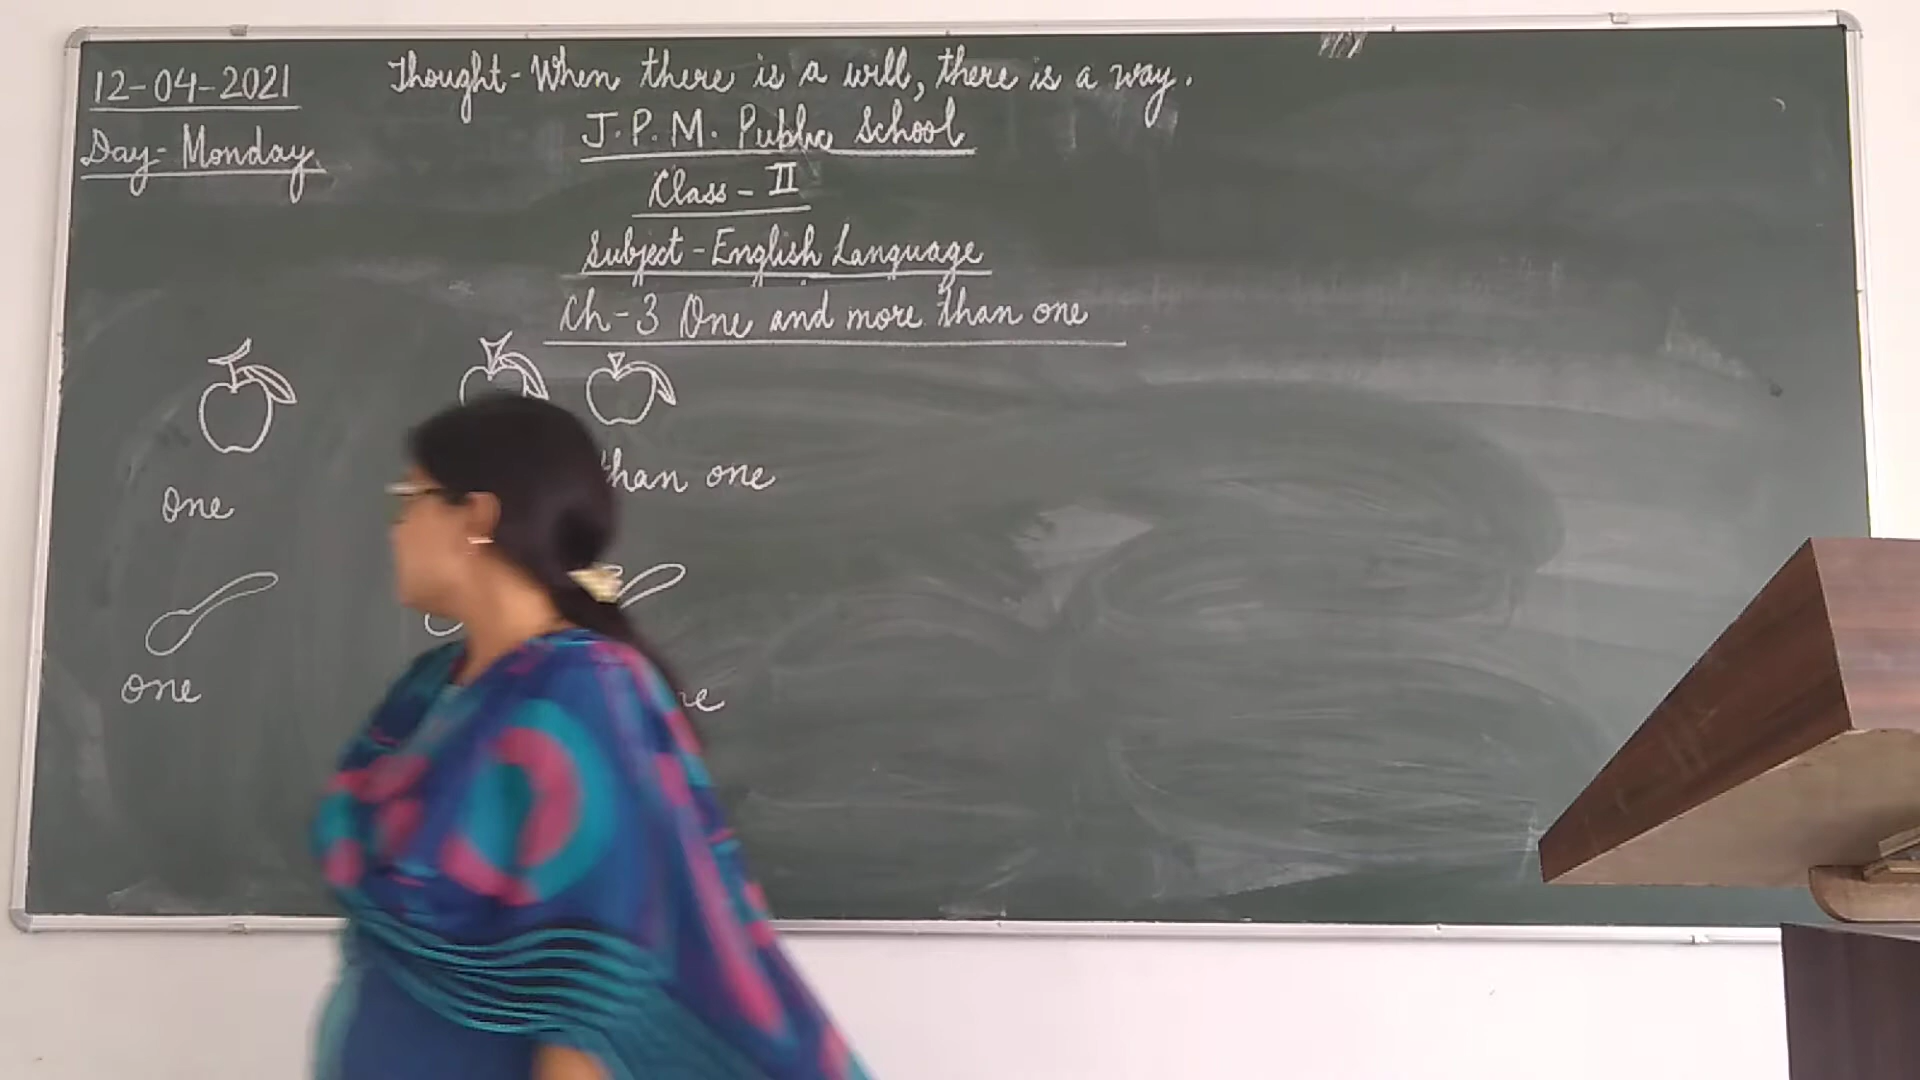 12-04-2021
Thought - When there is a will, there is a way.
Day - Monday
J.P.M. Public School
Class - II
Subject - English Language
Ch-3 One and more than one
than one
One
one